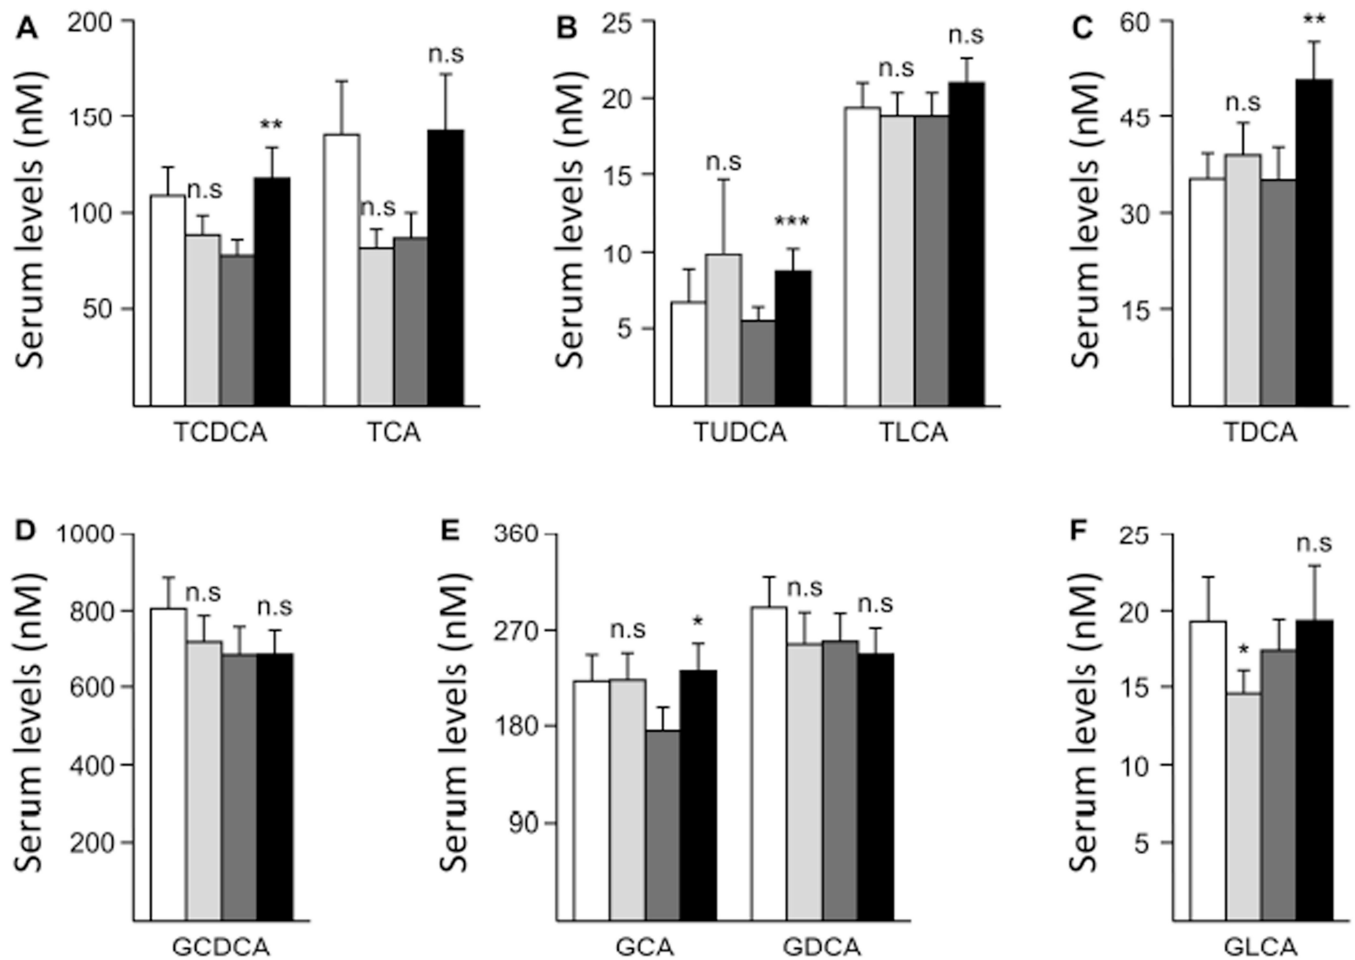 A
Serum levels (nM)
200
150
100
50
n.s
**
n.s
n.s
TCDCA
TCA
B
Serum levels (nM)
25
20
15
10
5
n.s
***
n.s
n.s
TUDCA
TLCA
C
Serum levels (nM)
60
45
30
15
n.s
**
TDCA
D
Serum levels (nM)
1000
800
600
400
200
n.s
n.s
GCDCA
E
Serum levels (nM)
360
270
180
90
n.s
*
n.s
n.s
GCA
GDCA
F
Serum levels (nM)
25
20
15
10
5
*
n.s
GLCA